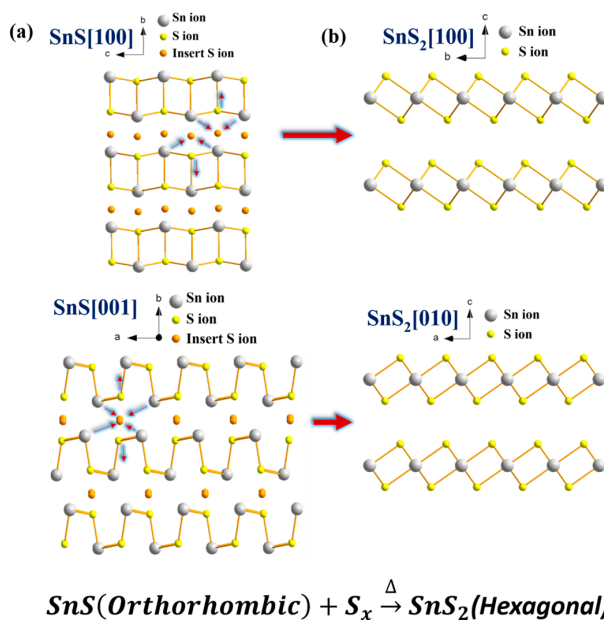 (a)
SnS[100]
b
c
Sn ion
S ion
Insert S ion
(b)
SnS₂[100]
c
b
Sn ion
S ion
SnS[001]
b
a
Sn ion
S ion
Insert S ion
SnS₂[010]
c
a
Sn ion
S ion
Δ
SnS(Orthorhombic) + Sₓ → SnS₂(Hexagonal)